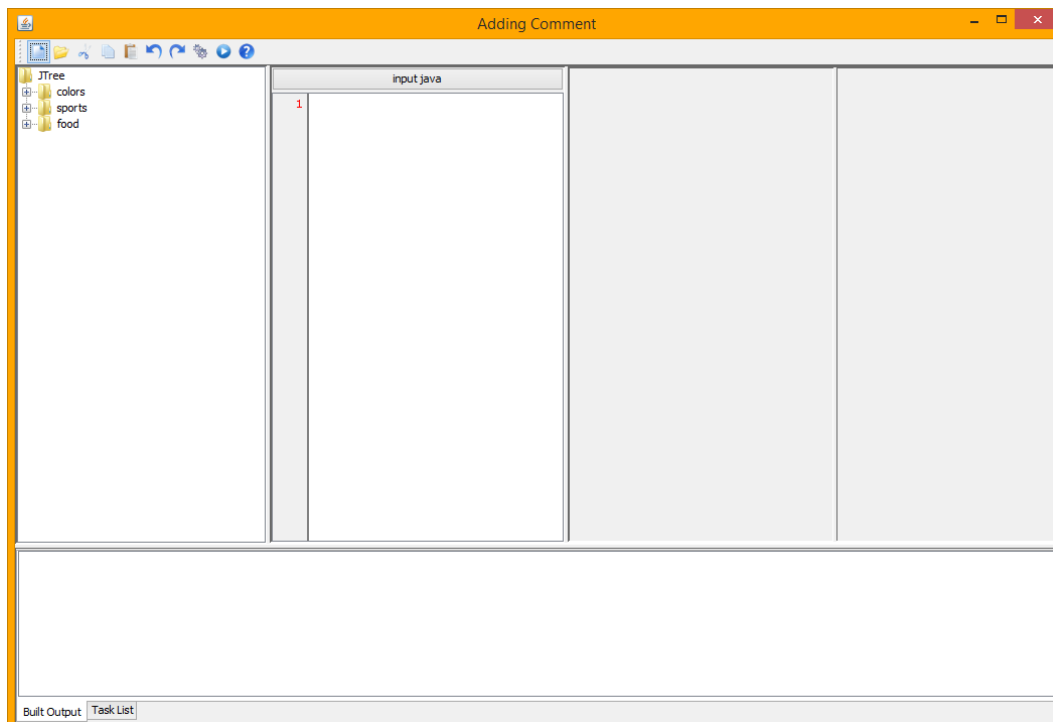 Adding Comment
JTree
colors
sports
food
input java
1
Built Output Task List